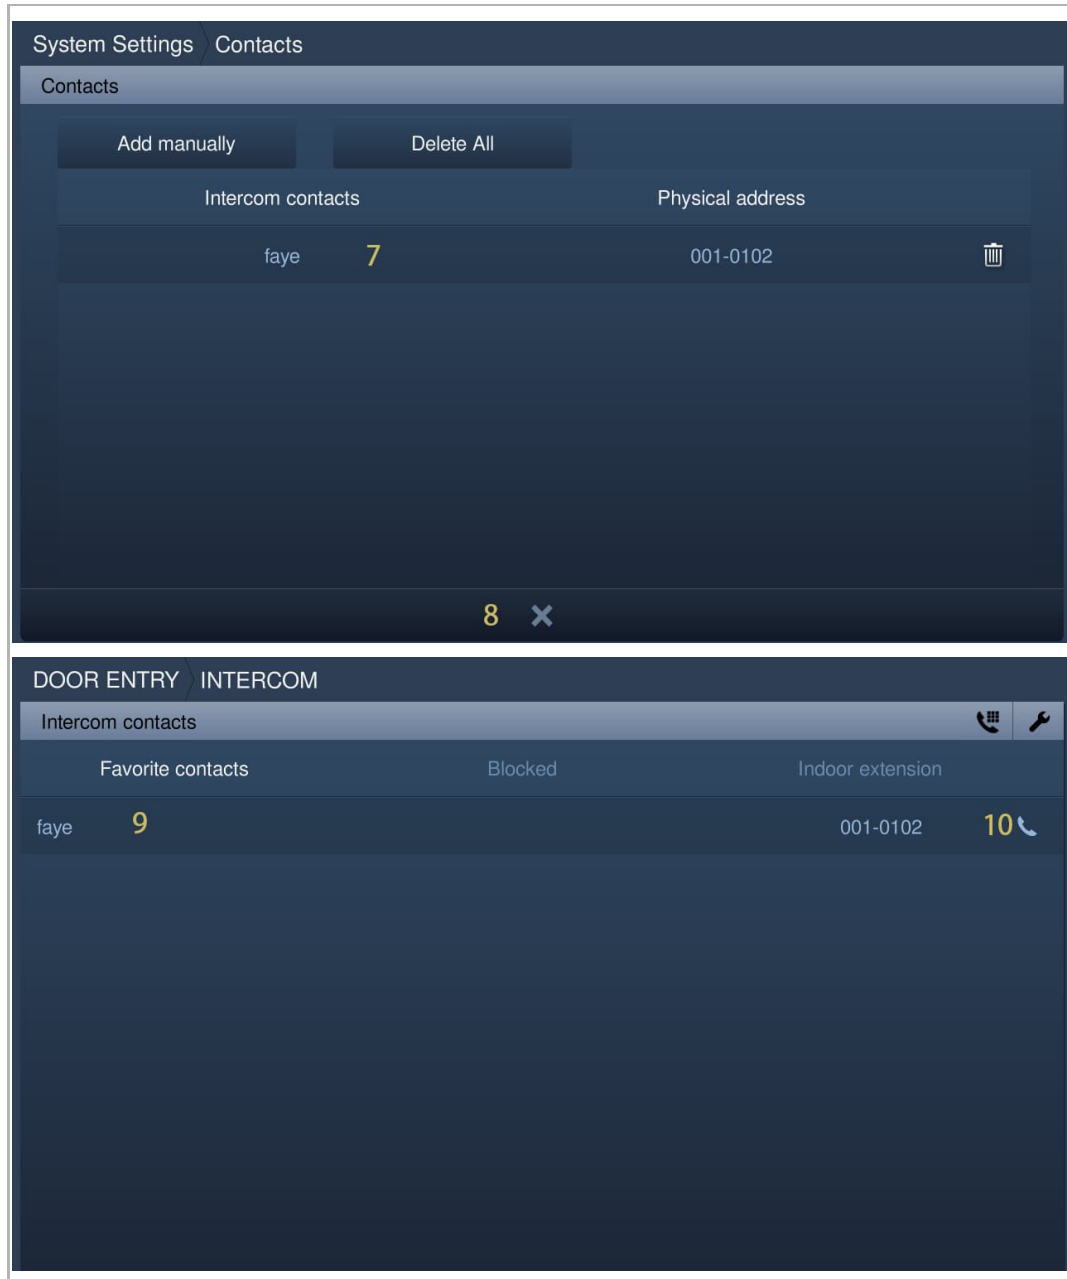 System Settings Contacts
Contacts
Add manually Delete All
Intercom contacts Physical address
faye 7 001-0102
8
DOOR ENTRY INTERCOM
Intercom contacts
Favorite contacts Blocked Indoor extension
faye 9 001-0102 10